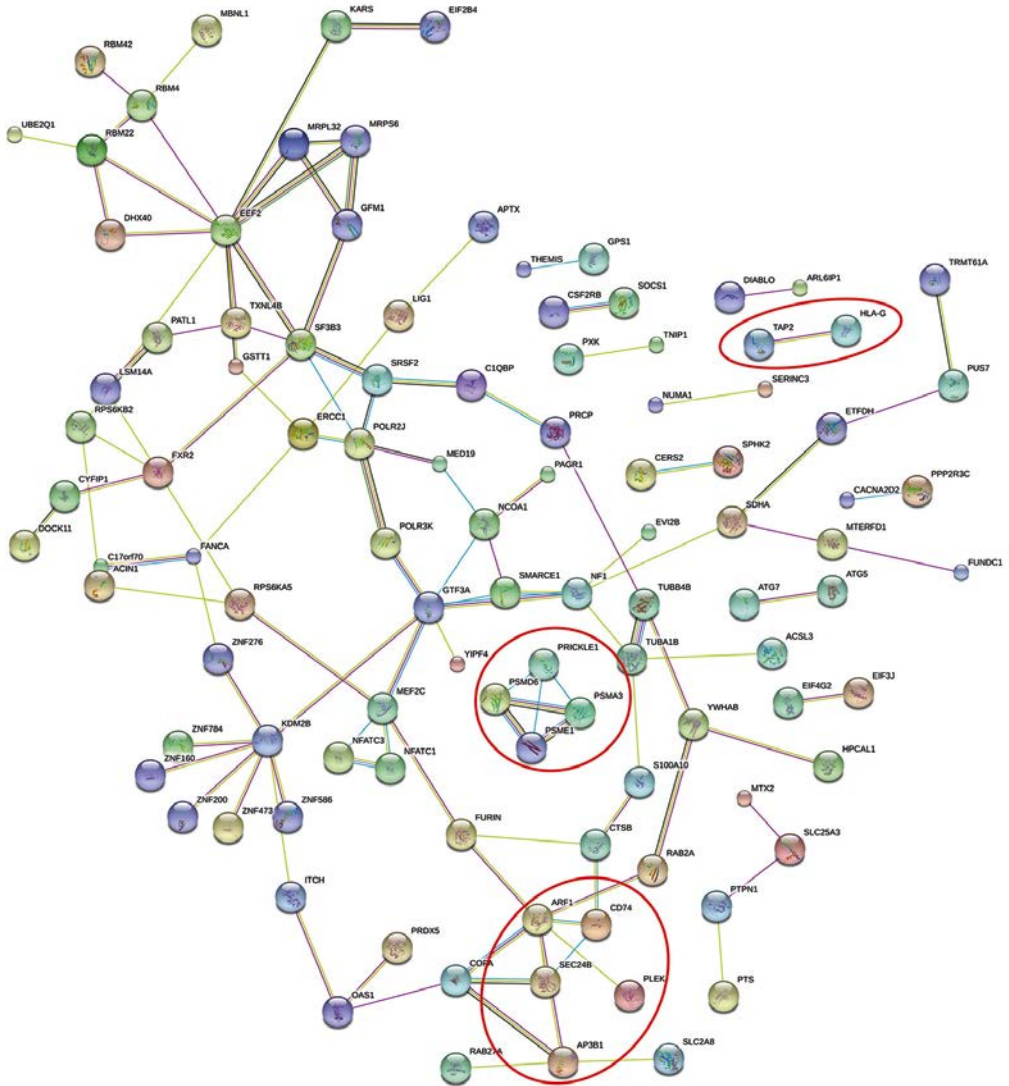 MBNL1
KARS
EIF2B4
RBM42
RBM4
UBE2Q1
RBM22
MRPL32
MRPS6
DHX40
EEF2
GFM1
APTX
THEMIS
GPS1
CSF2RB
SOCS1
DIABLO
ARL6IP1
TRMT61A
TAP2
HLA-G
PATL1
TXNL4B
SF3B3
LIG1
PXK
TNIP1
GSTT1
LSM14A
SRSF2
C1QBP
NUMA1
SERINC3
PUS7
RPS6KB2
ERCC1
POLR2J
PRCP
ETFDH
FXR2
MED19
PAGR1
CERS2
SPHK2
CYFIP1
NCOA1
CACNA2D2
PPP2R3C
DOCK11
POLR3K
EVI2B
SDHA
MTERFD1
C17orf70
FANCA
ACIN1
FUNDC1
RPS6KA5
GTF3A
SMARCE1
NF1
TUBB4B
ATG7
ATG5
ZNF276
YIPF4
PRICKLE1
TUBA1B
ACSL3
PSMD6
PSMA3
EIF4G2
EIF3J
MEF2C
KDM2B
PSME1
YWHAB
ZNF784
NFATC3
NFATC1
ZNF160
HPCAL1
S100A10
ZNF200
ZNF473
ZNF586
MTX2
FURIN
CTSB
SLC25A3
RAB2A
ITCH
PTPN1
ARF1
CD74
PRDX5
COPA
SEC24B
PLEK
PTS
OAS1
RAB27A
AP3B1
SLC2A8